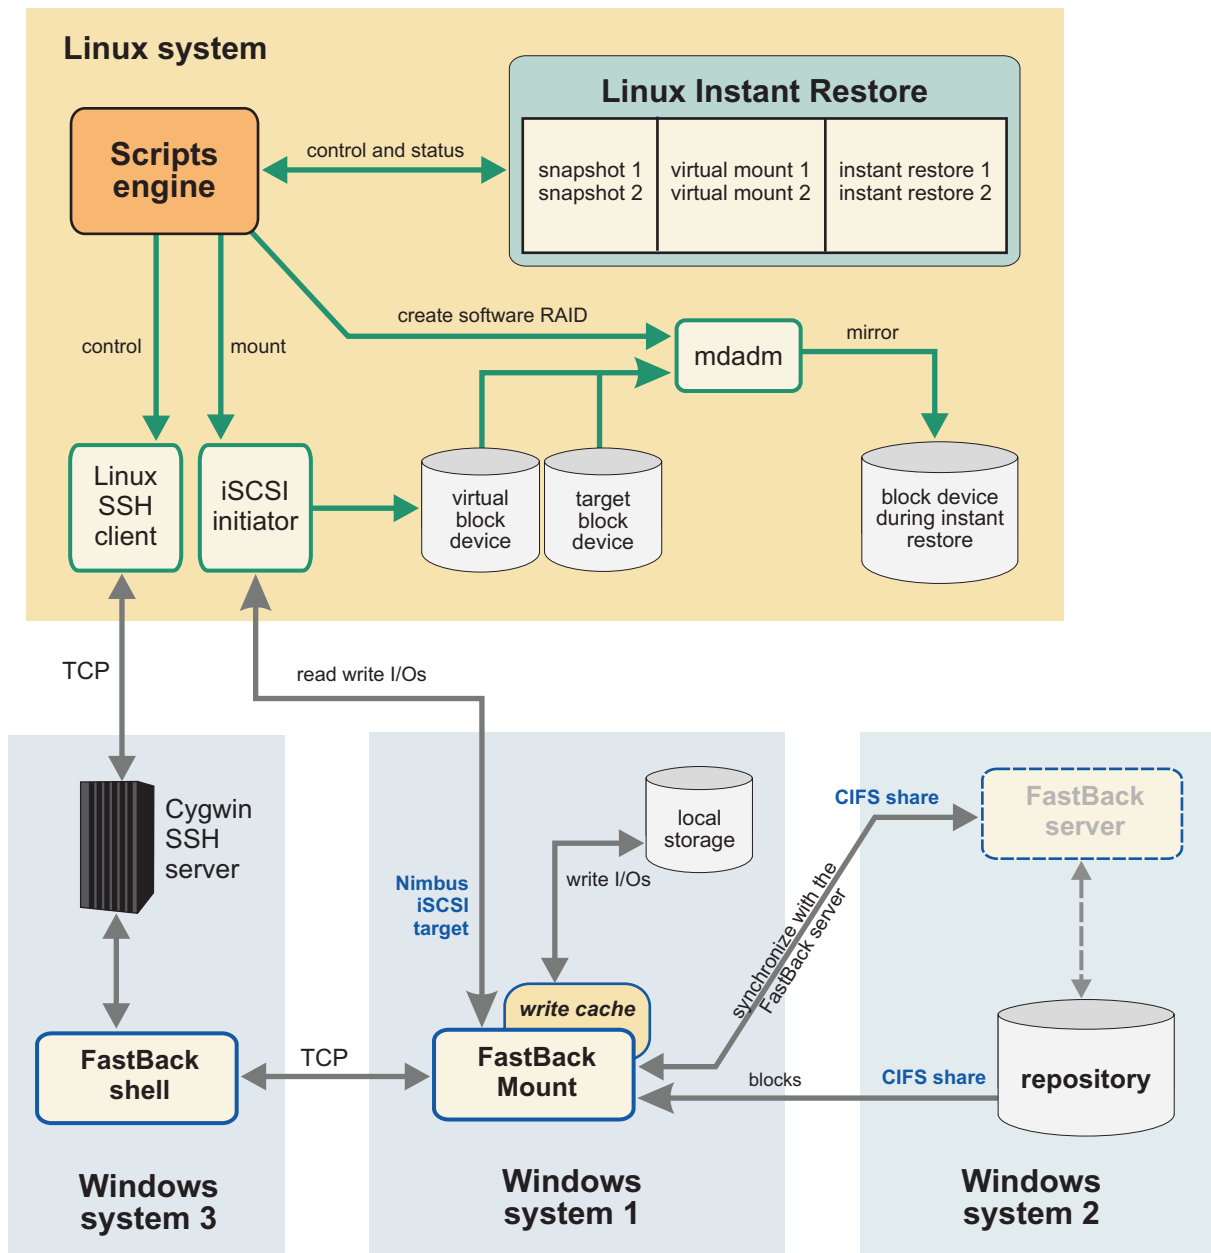 Linux system
Linux Instant Restore
Scripts
engine
control and status
snapshot 1
snapshot 2
virtual mount 1
virtual mount 2
instant restore 1
instant restore 2
create software RAID
control
mount
mdadm
mirror
Linux
SSH
client
iSCSI
initiator
virtual
block
device
target
block
device
block device
during instant
restore
TCP
read write I/Os
Cygwin
SSH
server
Nimbus
iSCSI
target
local
storage
write I/Os
CIFS share
FastBack
server
synchronize with the
FastBack server
write cache
FastBack
shell
TCP
FastBack
Mount
blocks
CIFS share
repository
Windows
system 3
Windows
system 1
Windows
system 2